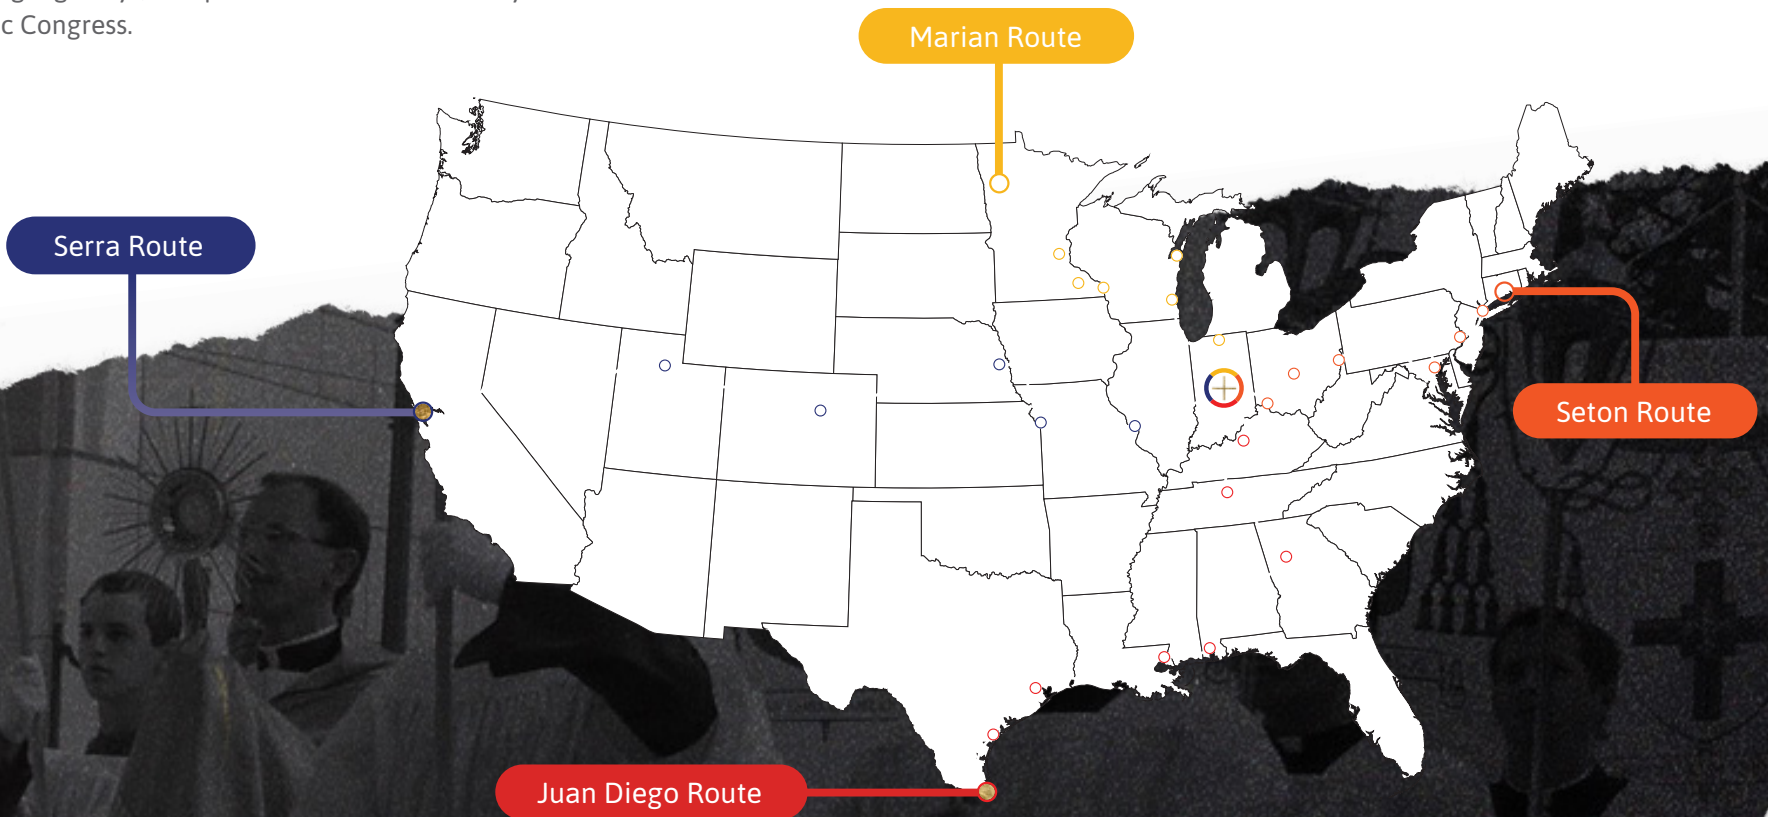 c Congress.
Marian Route
Serra Route
Seton Route
Juan Diego Route